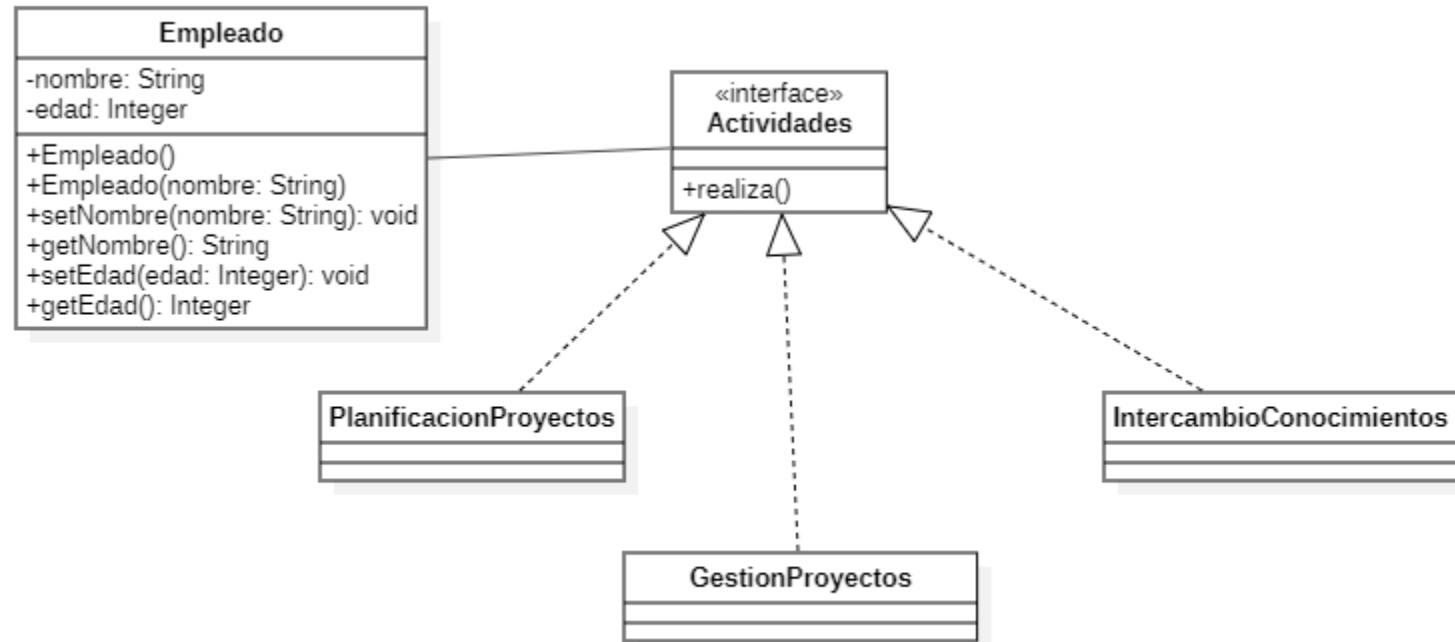 Empleado
-nombre: String
-edad: Integer
+Empleado()
+Empleado(nombre: String)
+setNombre(nombre: String): void
+getNombre(): String
+setEdad(edad: Integer): void
+getEdad(): Integer
«interface»
Actividades
+realiza()
PlanificacionProyectos
IntercambioConocimientos
GestionProyectos